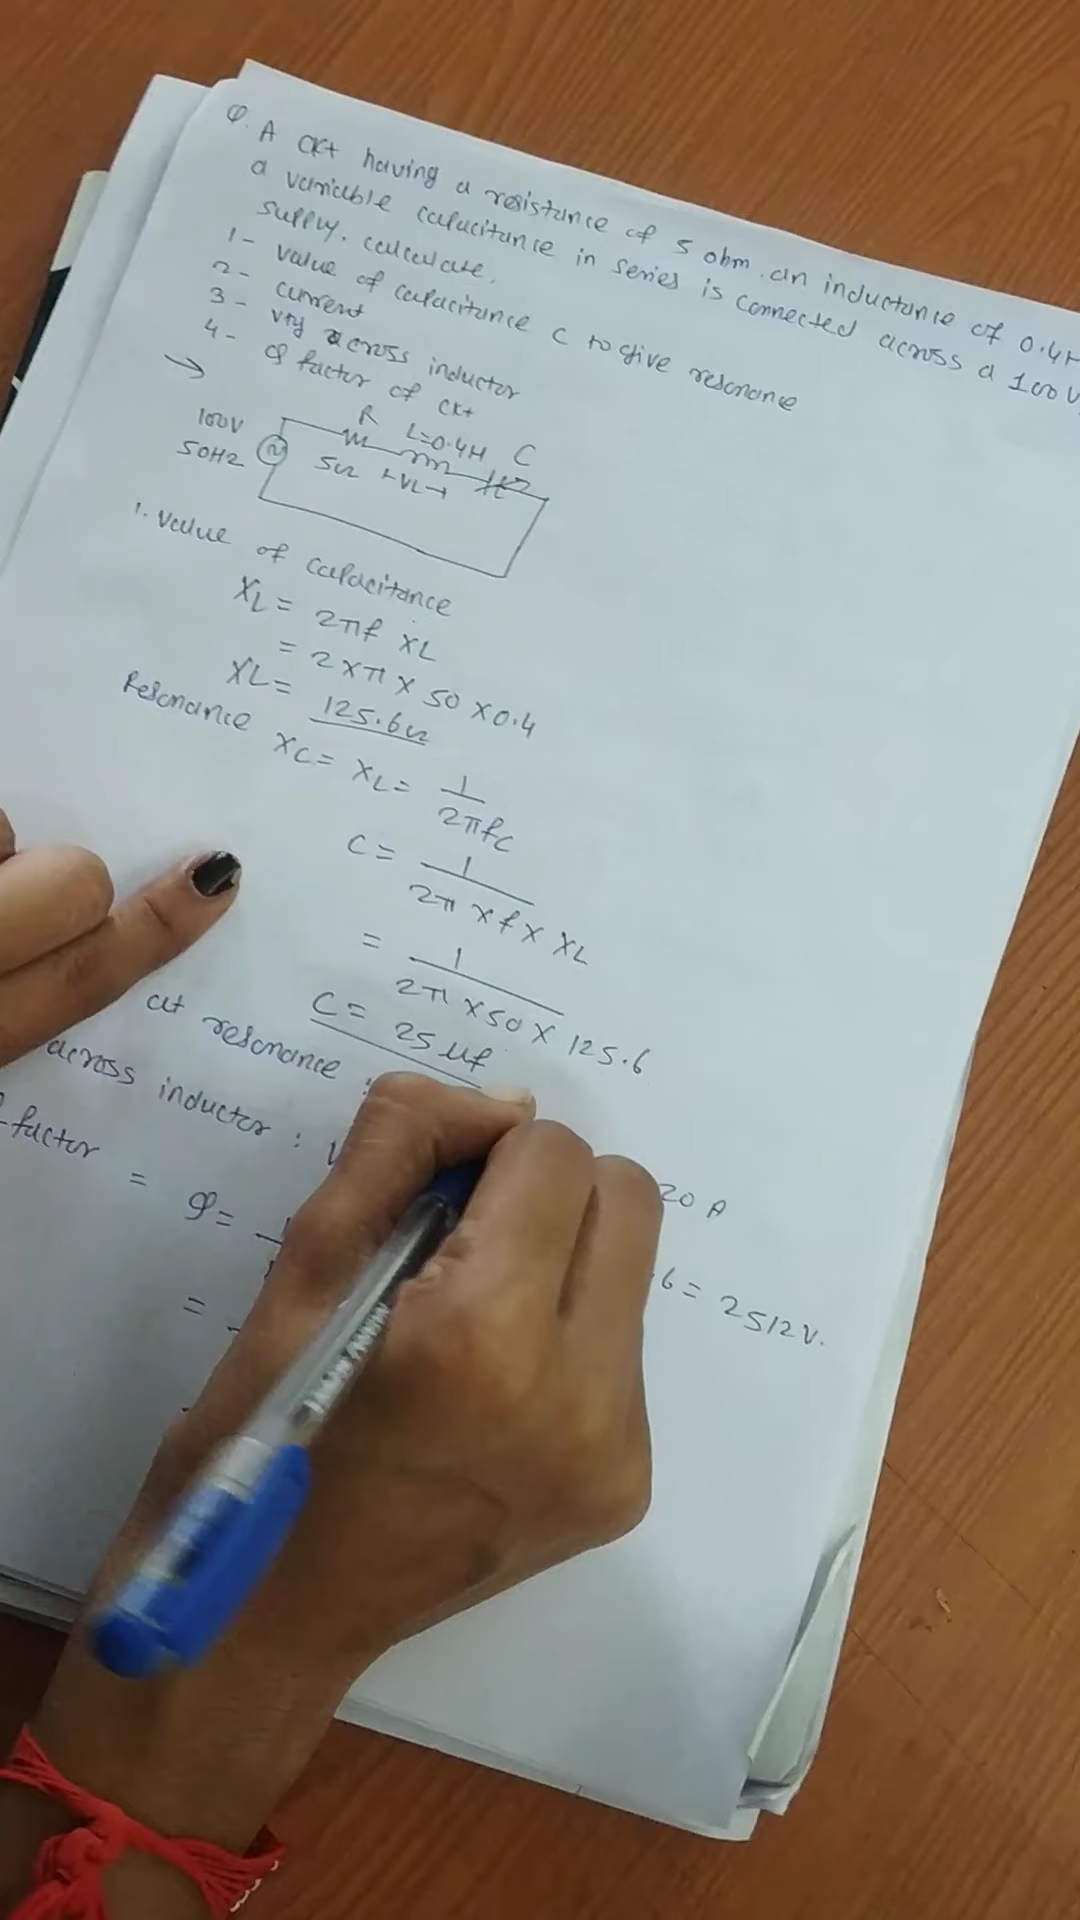 Q. A ckt having a resistance of 5 ohm. an inductance of 0.4H
a variable capacitance in series is connected across a 100V
supply. calculate.
1- value of capacitance C to give resonance
2- current
3- vtg across inductor
4- Q factor of ckt
→
R L=0.4H C
100V
50Hz 5Ω +VL-
1. value of capacitance
XL = 2πf XL
= 2×π×50×0.4
XL= 125.6Ω
Resonance XC= XL= 1/2πfC
C= 1/2π×f×XL
= 1/2π×50×125.6
C= 25 μf
at resonance : 20 A
across inductor : V .6= 2512V.
factor = Q= 1
=